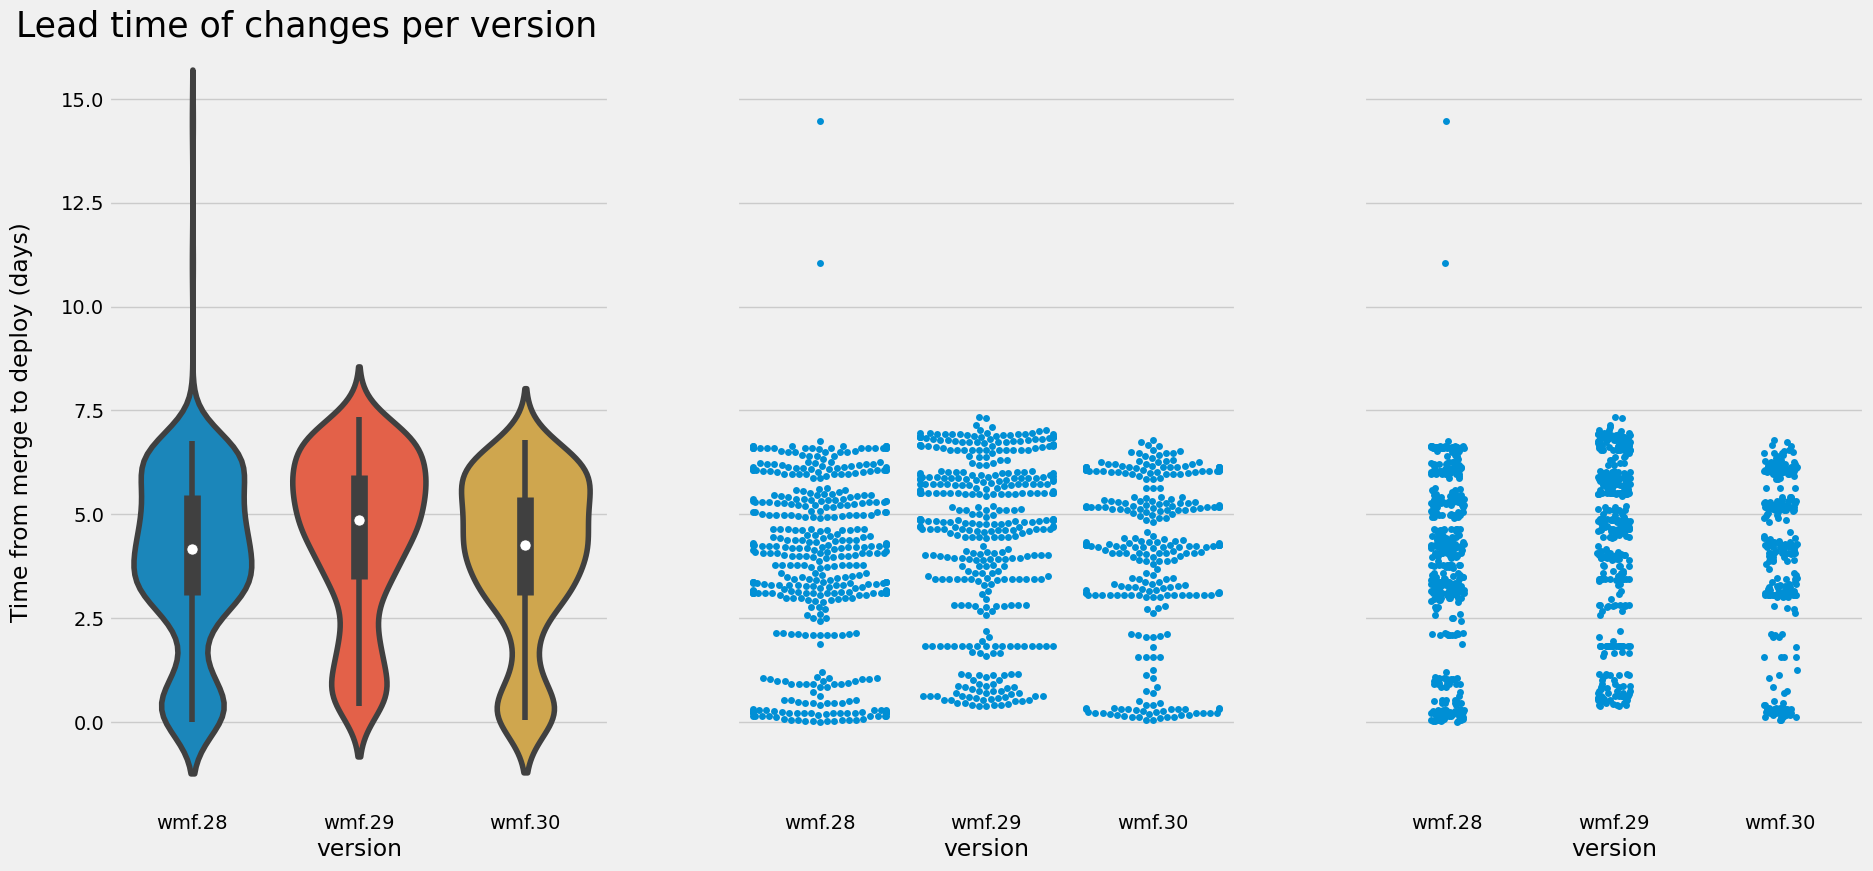 Lead time of changes per version
Time from merge to deploy (days)
15.0
12.5
10.0
7.5
5.0
2.5
0.0
wmf.28 wmf.29 wmf.30
version
wmf.28 wmf.29 wmf.30
version
wmf.28 wmf.29 wmf.30
version